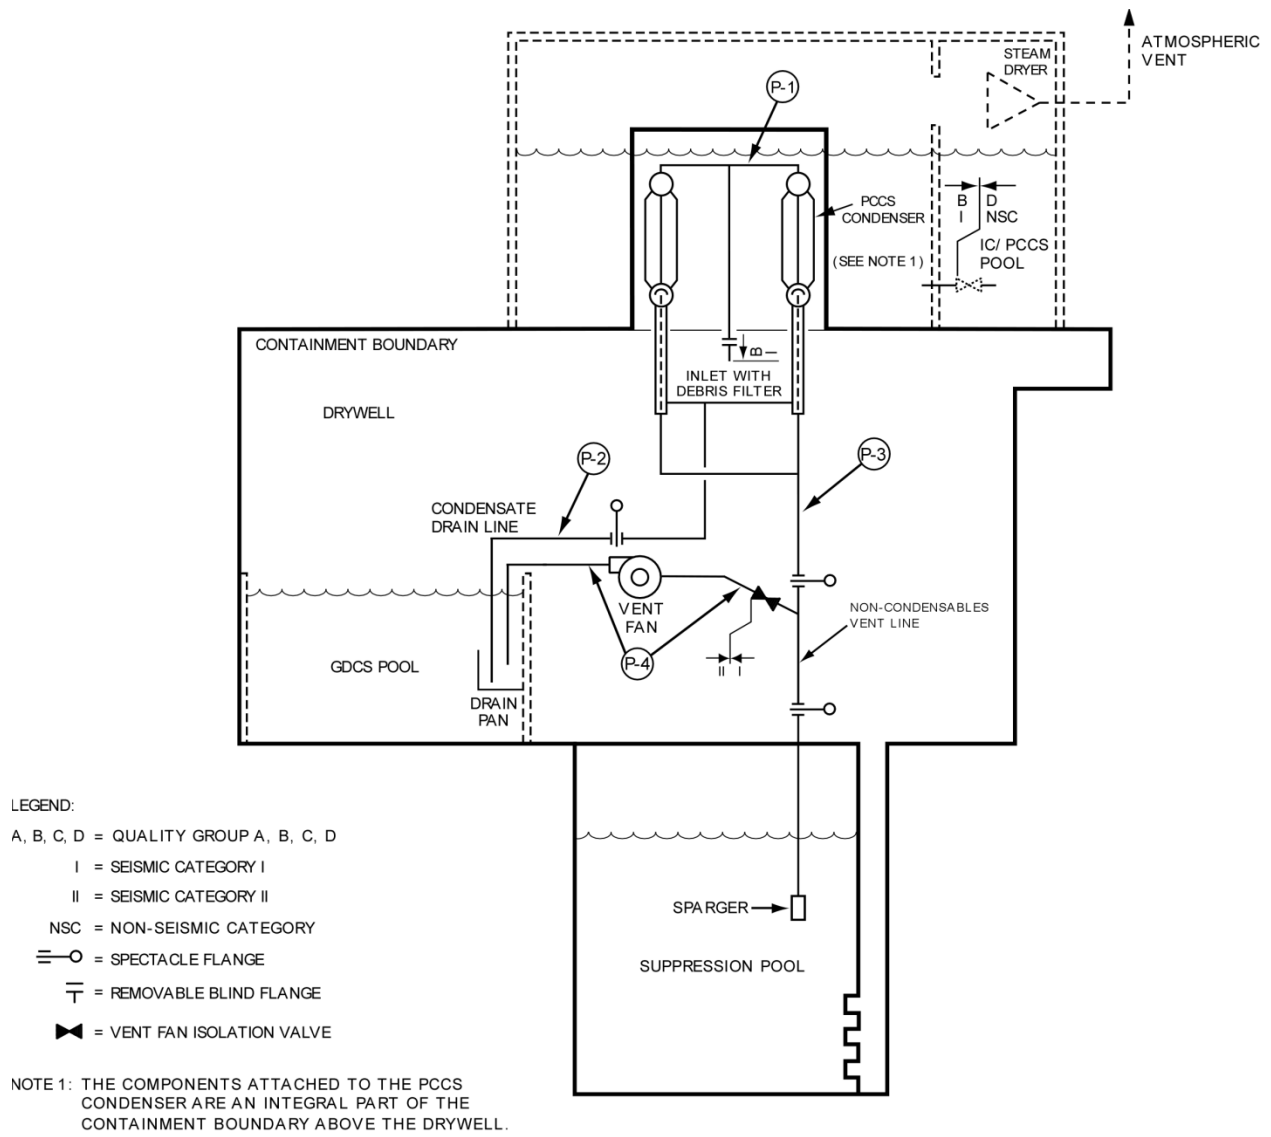 ATMOSPHERIC
VENT
STEAM
DRYER
P-1
B D
I NSC
PCCS
CONDENSER
(SEE NOTE 1)
IC/ PCCS
POOL
CONTAINMENT BOUNDARY
B
I
INLET WITH
DEBRIS FILTER
DRYWELL
P-2
P-3
CONDENSATE
DRAIN LINE
VENT
FAN
NON-CONDENSABLES
VENT LINE
P-4
II I
GDCS POOL
DRAIN
PAN
LEGEND:
A, B, C, D = QUALITY GROUP A, B, C, D
I = SEISMIC CATEGORY I
II = SEISMIC CATEGORY II
NSC = NON-SEISMIC CATEGORY
= SPECTACLE FLANGE
= REMOVABLE BLIND FLANGE
= VENT FAN ISOLATION VALVE
SPARGER
SUPPRESSION POOL
NOTE 1: THE COMPONENTS ATTACHED TO THE PCCS
CONDENSER ARE AN INTEGRAL PART OF THE
CONTAINMENT BOUNDARY ABOVE THE DRYWELL.